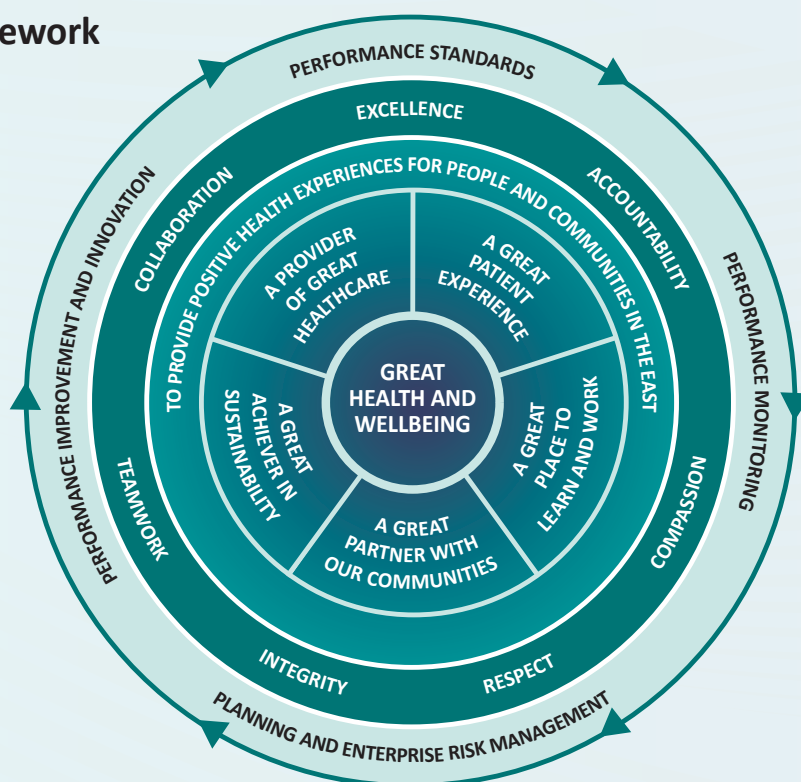 ework
PERFORMANCE STANDARDS
PERFORMANCE MONITORING
PLANNING AND ENTERPRISE RISK MANAGEMENT
PERFORMANCE IMPROVEMENT AND INNOVATION
EXCELLENCE
ACCOUNTABILITY
COMPASSION
RESPECT
INTEGRITY
TEAMWORK
COLLABORATION
TO PROVIDE POSITIVE HEALTH EXPERIENCES FOR PEOPLE AND COMMUNITIES IN THE EAST
A PROVIDER
OF GREAT
HEALTHCARE
A GREAT
PATIENT
EXPERIENCE
A GREAT
PLACE TO
LEARN AND WORK
A GREAT
PARTNER WITH
OUR COMMUNITIES
A GREAT
ACHIEVER IN
SUSTAINABILITY
GREAT
HEALTH AND
WELLBEING